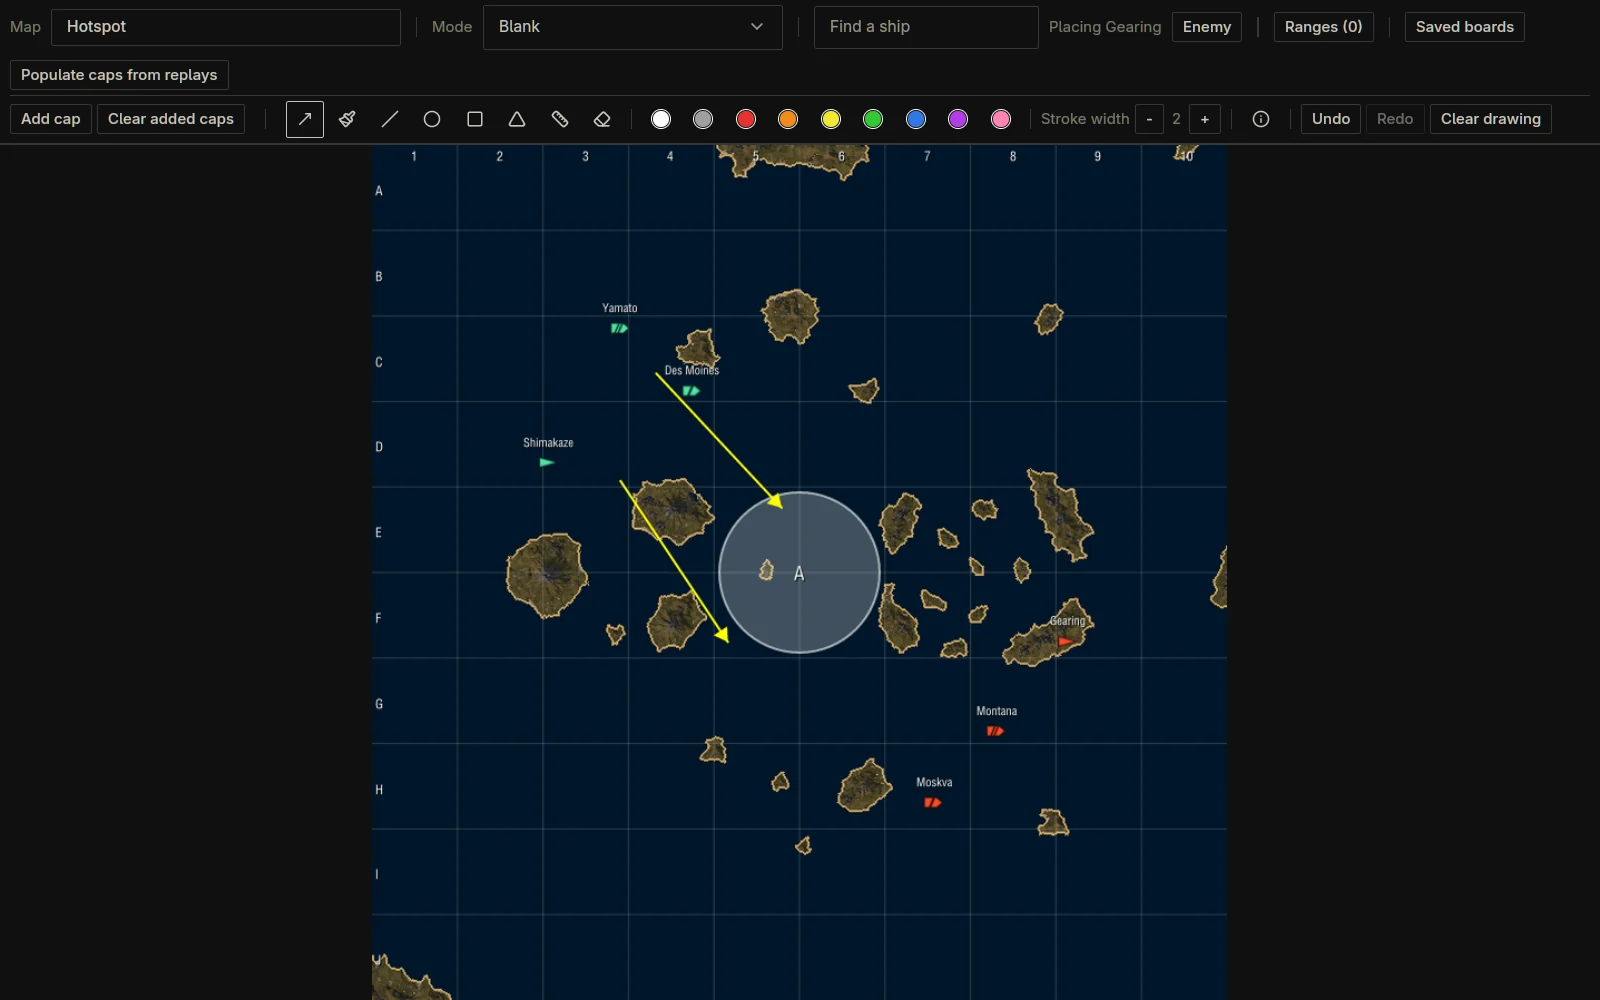 Map Hotspot Mode Blank Find a ship Placing Gearing Enemy Ranges (0) Saved boards
Populate caps from replays
Add cap Clear added caps Stroke width - 2 + Undo Redo Clear drawing
1 2 3 4 5 6 7 8 9 10
A
B
Yamato
C
Des Moines
D
Shimakaze
E
A
F
Gearing
G
Montana
H
Moskva
I
J